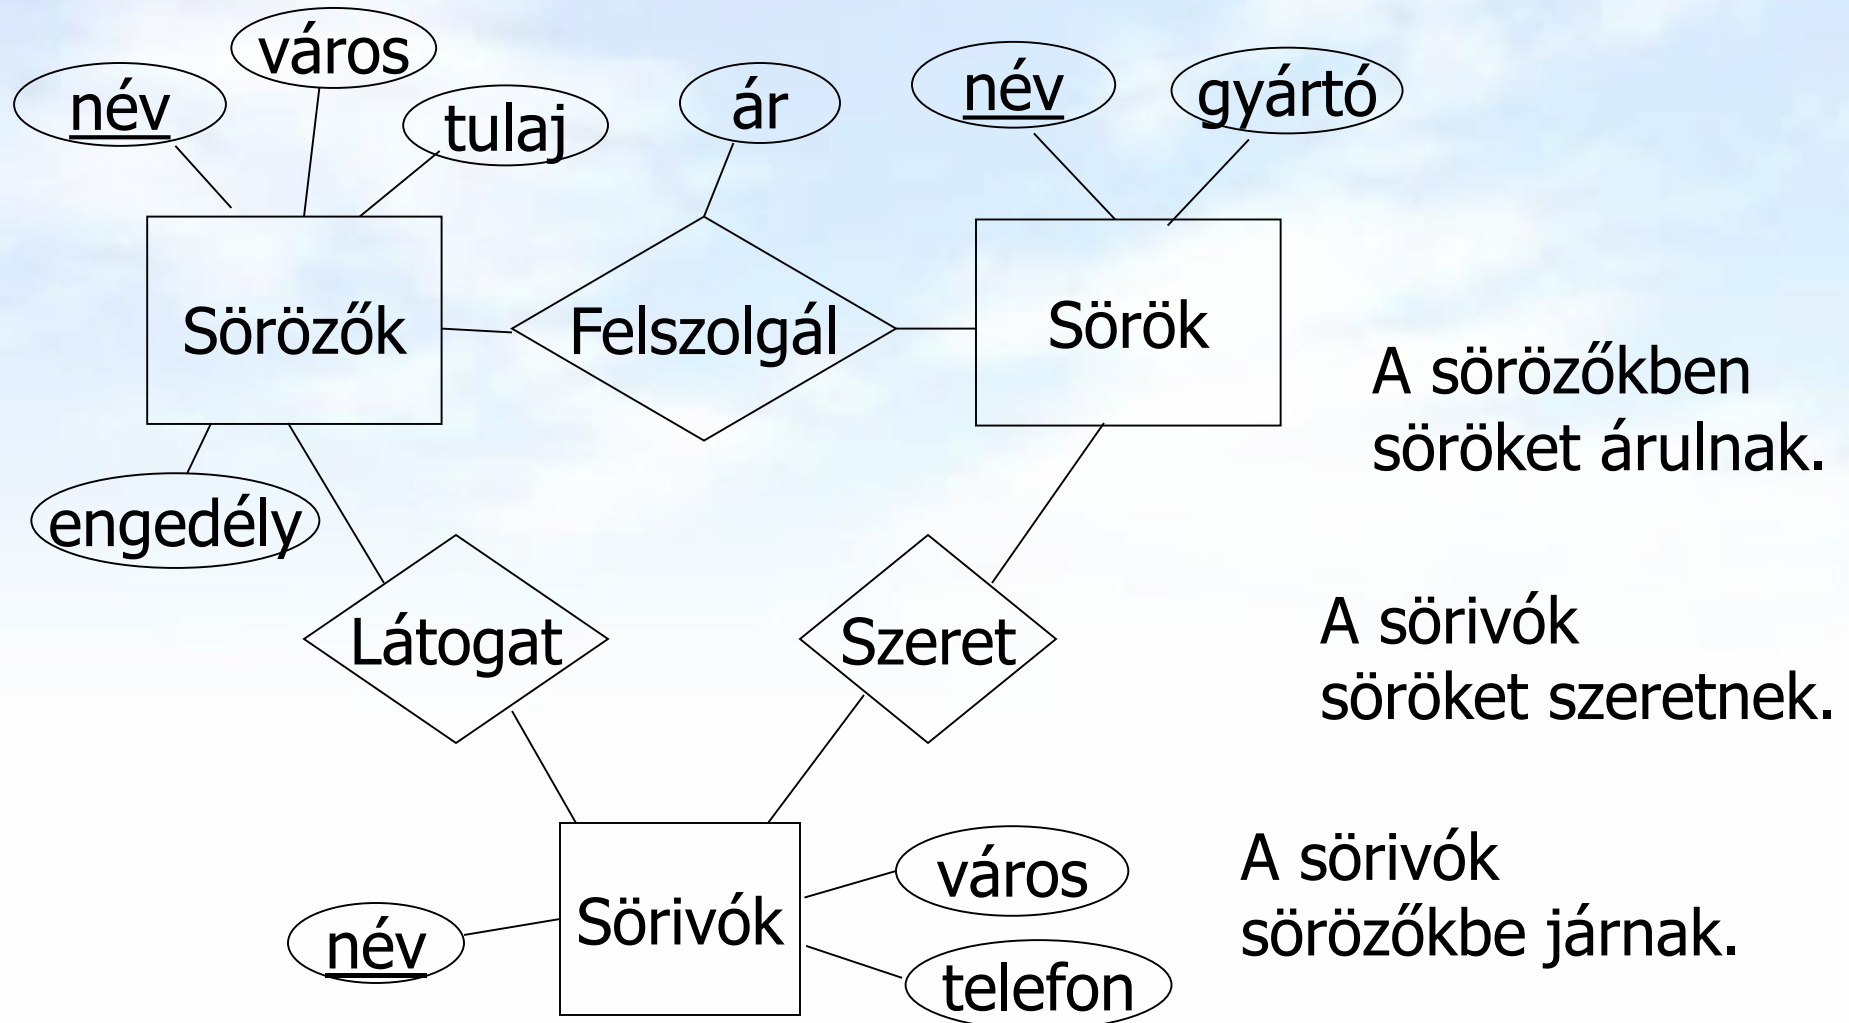 név
város
tulaj
ár
név
gyártó
Sörözők
Felszolgál
Sörök
A sörözőkben
söröket árulnak.
engedély
Látogat
Szeret
A sörivók
söröket szeretnek.
név
Sörivók
város
telefon
A sörivók
sörözőkbe járnak.